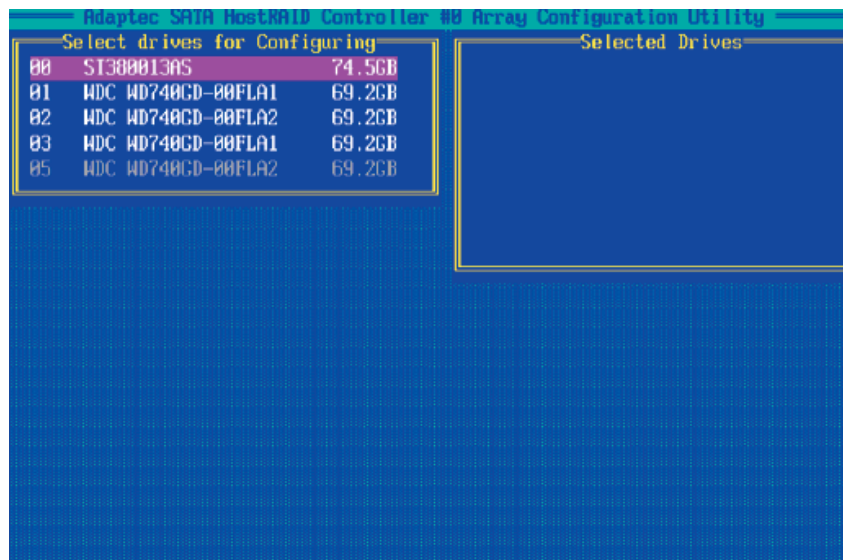 Adaptec SATA HostRAID Controller #0 Array Configuration Utility
Select drives for Configuring
Selected Drives
00 ST380013AS 74.5GB
01 WDC WD740GD-00FLA1 69.2GB
02 WDC WD740GD-00FLA2 69.2GB
03 WDC WD740GD-00FLA1 69.2GB
05 WDC WD740GD-00FLA2 69.2GB